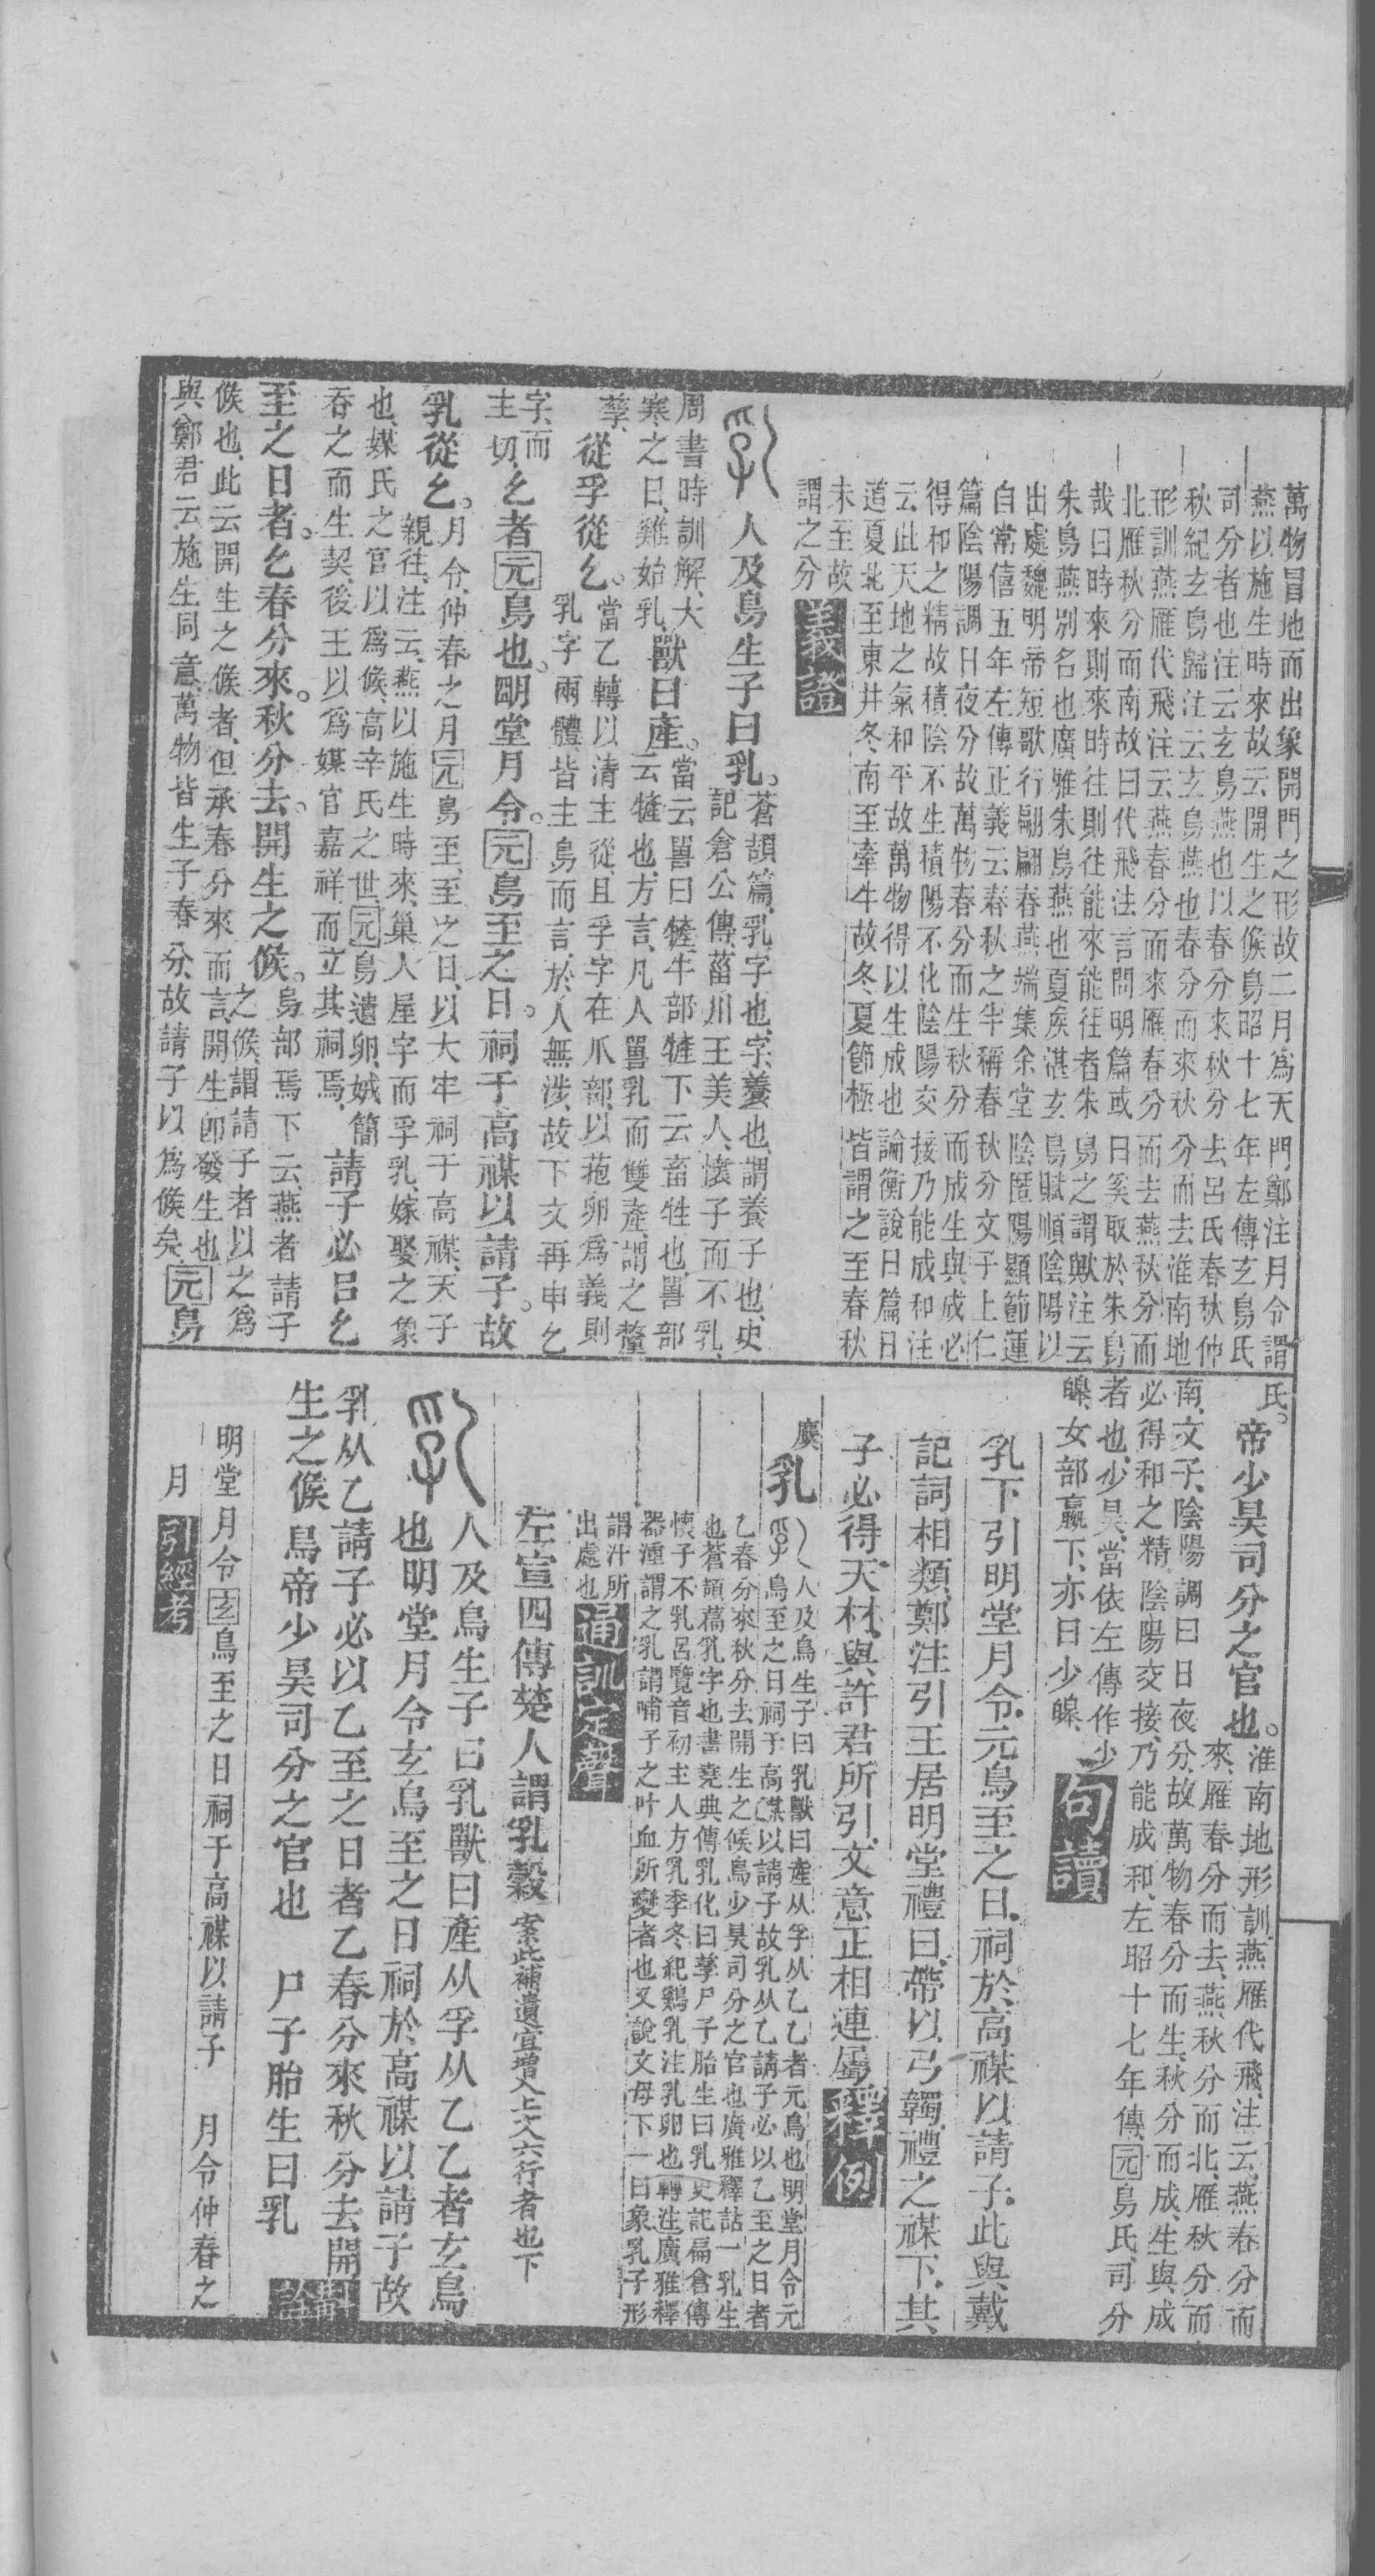 萬物冒地而出象開門之形故二月爲天門鄭注月令謂
燕以施生時來故云開生之候鳥昭十七年左傳玄鳥氏
司分者也注云玄鳥燕也以春分來秋分去呂氏春秋仲
秋紀玄鳥歸注云玄鳥燕也春分而來秋分而去淮南地
形訓燕雁代飛注云燕春分而來雁春分而去燕秋分而
北雁秋分而南故曰代飛法言問明篇或曰奚取於朱鳥
哉曰時來則來時往則往能來能往者朱鳥之謂歟注云
朱鳥燕別名也廣雅朱鳥燕也夏侯湛玄鳥賦順陰陽以
出處魏明帝短歌行翩翩春燕端集余堂陰匿陽顯節運
自常僖五年左傳正義云春秋之半稱春秋分文子上仁
篇陰陽調日夜分故萬物春分而生秋分而成生與成必
得和之精故積陰不生積陽不化陰陽交接乃能成和注
云此天地之氣和平故萬物得以生成也論衡說日篇日
道夏北至東井冬南至牽牛故冬夏節極皆謂之至春秋
未至故
謂之分
義證
人及鳥生子曰乳。
蒼頡篇、乳、字也、字、養也、謂養子也、史
記倉公傳、菑川王美人、懷子而不乳、
周書時訓解、大
寒之日、雞始乳、
獸曰產。
當云嘼曰㹌、牛部㹌下云、畜牲也、嘼部
云、㹌也、方言、凡人嘼乳而雙產、謂之釐
孳、
從孚從乞。
當乙轉以清主從、且孚字在爪部、以菢卵爲義、則
乳字兩體、皆主鳥而言、於人無涉、故下文再申乞
字、而
主切、
乞者元鳥也。朙堂月令。元鳥至之日。祠于高禖以請子。故
乳從乞。
月令、仲春之月、元鳥至、至之日、以大牢祠于高禖、天子
親往、注云、燕以施生時來、巢人屋宇而孚乳、嫁娶之象
也、媒氏之官以爲候、高辛氏之世、元鳥遺卵、娀簡
吞之而生契、後王以爲媒官嘉祥、而立其祠焉、
請子必㠯乞
至之日者。乞春分來。秋分去。開生之候。
鳥部焉下云、燕者請子
之候、謂請子者以之爲
候也、此云開生之候者、但承春分來而言、開生卽發生也、
與鄭君云、施生同意、萬物皆生子春分、故請子以爲候矣、
元鳥
氏。帝少昊司分之官也。
淮南地形訓、燕雁代飛、注云、燕春分而
來、雁春分而去、燕秋分而北、雁秋分而
南、文子、陰陽調日日夜分、故萬物春分而生、秋分而成、生與成
必得和之精、陰陽交接、乃能成和、左昭十七年傳、元鳥氏、司分
者也、少昊、當依左傳作少
皞、女部嬴下、亦曰少皞、
句讀
乳下引明堂月令、元鳥至之日、祠於高禖以請子、此與戴
記詞相類、鄭注引王居明堂禮曰、帶以弓韣、禮之禖下、其
子必得天材、與許君所引、文意正相連屬
釋例
廢乳
人及鳥生子曰乳獸曰產从孚从乙乙者元鳥也明堂月令元
鳥至之日祠于高禖以請子故乳从乙請子必以乙至之日者
乙春分來秋分去開生之候鳥少昊司分之官也廣雅釋詁一乳生
也蒼頡篇乳字也書堯典傳乳化曰孳尸子胎生曰乳史記扁倉傳
懷子不乳呂覽音初主人方乳季冬紀鷄乳注乳卵也轉注廣雅釋
器湩謂之乳謂哺子之汁血所變者也又說文母下一曰象乳子形
謂汁所
出處也
通訓定聲
左宣四傳楚人謂乳穀
案此補遺宜增入上文六行者也下
人及鳥生子曰乳獸曰產从孚从乙乙者玄鳥
也明堂月令玄鳥至之日祠於高禖以請子故
乳从乙請子必以乙至之日者乙春分來秋分去開
生之候鳥帝少昊司分之官也
尸子胎生曰乳
明堂月令玄鳥至之日祠于高禖以請子
月令仲春之
月
引經考